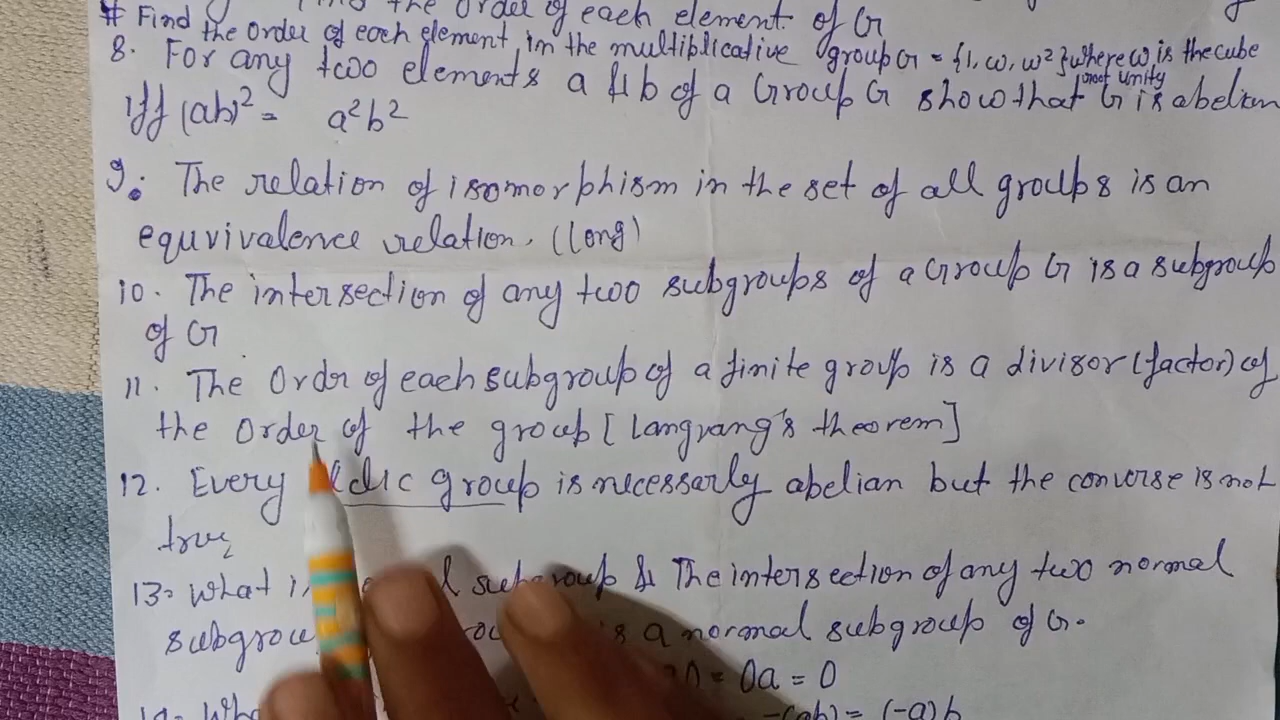 the Order of each element of G
# Find the order of each element, in the multiplicative group G = {1, ω, ω²} where ω is the cube
root unity
8. For any two elements a & b of a Group G show that G is abelian
iff (ab)² = a²b²
9. The relation of isomorphism in the set of all groups is an
equvivalence relation. (long)
10. The intersection of any two subgroups of a Group G is a subgroup
of G
11. The Ordr of each subgroup of a finite group is a divisor (factor) of
the Order of the group [Langrang's theorem]
12. Every group is necessarly abelian but the converse is not
true
13. What subgroup & The intersection of any two normal
is a normal subgroup of G.
= 0a = 0
= (-a)b